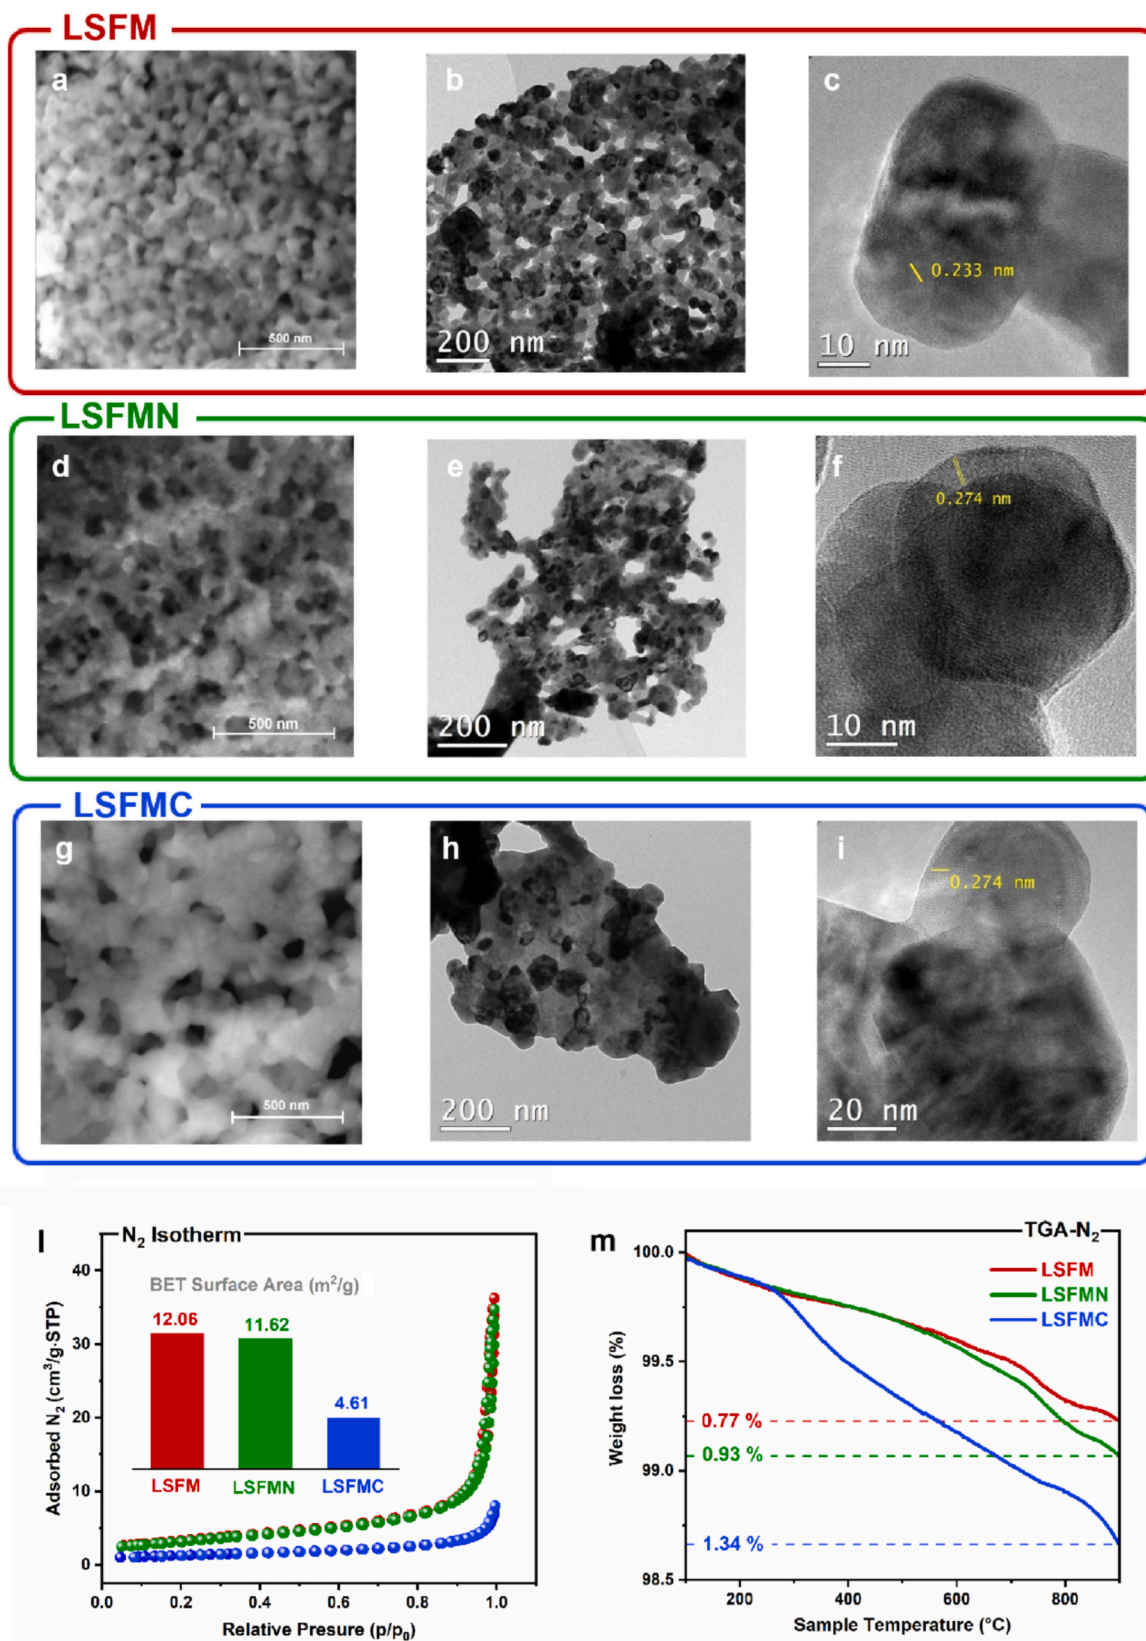 LSFM
a
500 nm
b
200 nm
c
0.233 nm
10 nm
LSFMN
d
500 nm
e
200 nm
f
0.274 nm
10 nm
LSFMC
g
500 nm
h
200 nm
i
0.274 nm
20 nm
l
N2 Isotherm
BET Surface Area (m²/g)
12.06
11.62
4.61
LSFM
LSFMN
LSFMC
40
30
20
10
0
Adsorbed N2 (cm³/g·STP)
0.0
0.2
0.4
0.6
0.8
1.0
Relative Presure (p/p0)
m
TGA-N2
LSFM
LSFMN
LSFMC
100.0
99.5
99.0
98.5
Weight loss (%)
0.77 %
0.93 %
1.34 %
200
400
600
800
Sample Temperature (°C)